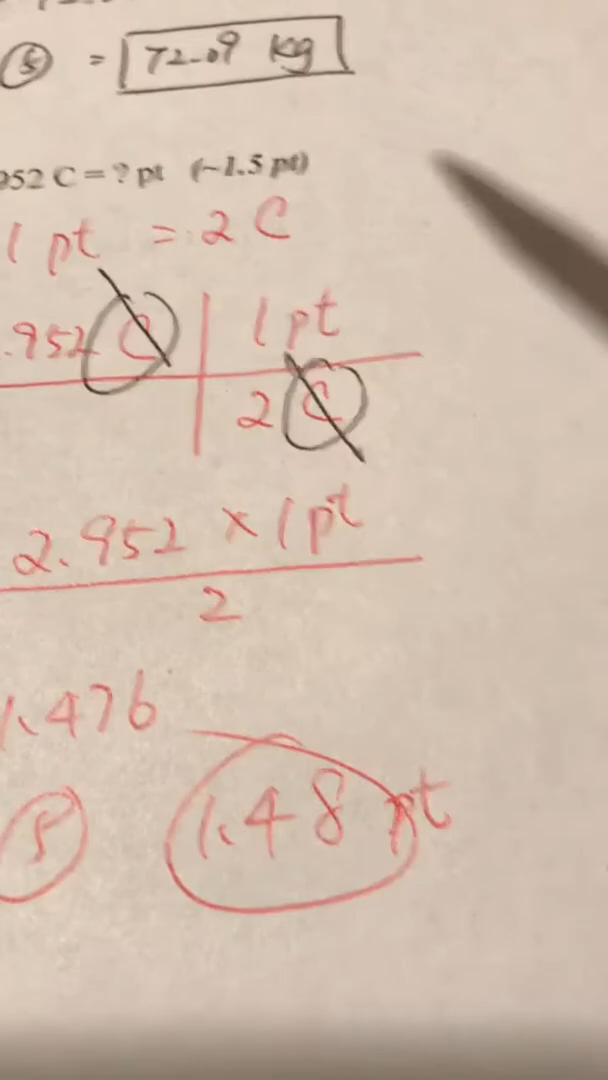 ⑤ = 72.09 kg
952 C = ? pt (~1.5 pt)
1 pt = 2 C
.952 C 1 pt
2 C
2.952 x 1 pt
2
1.476
1.48 pt